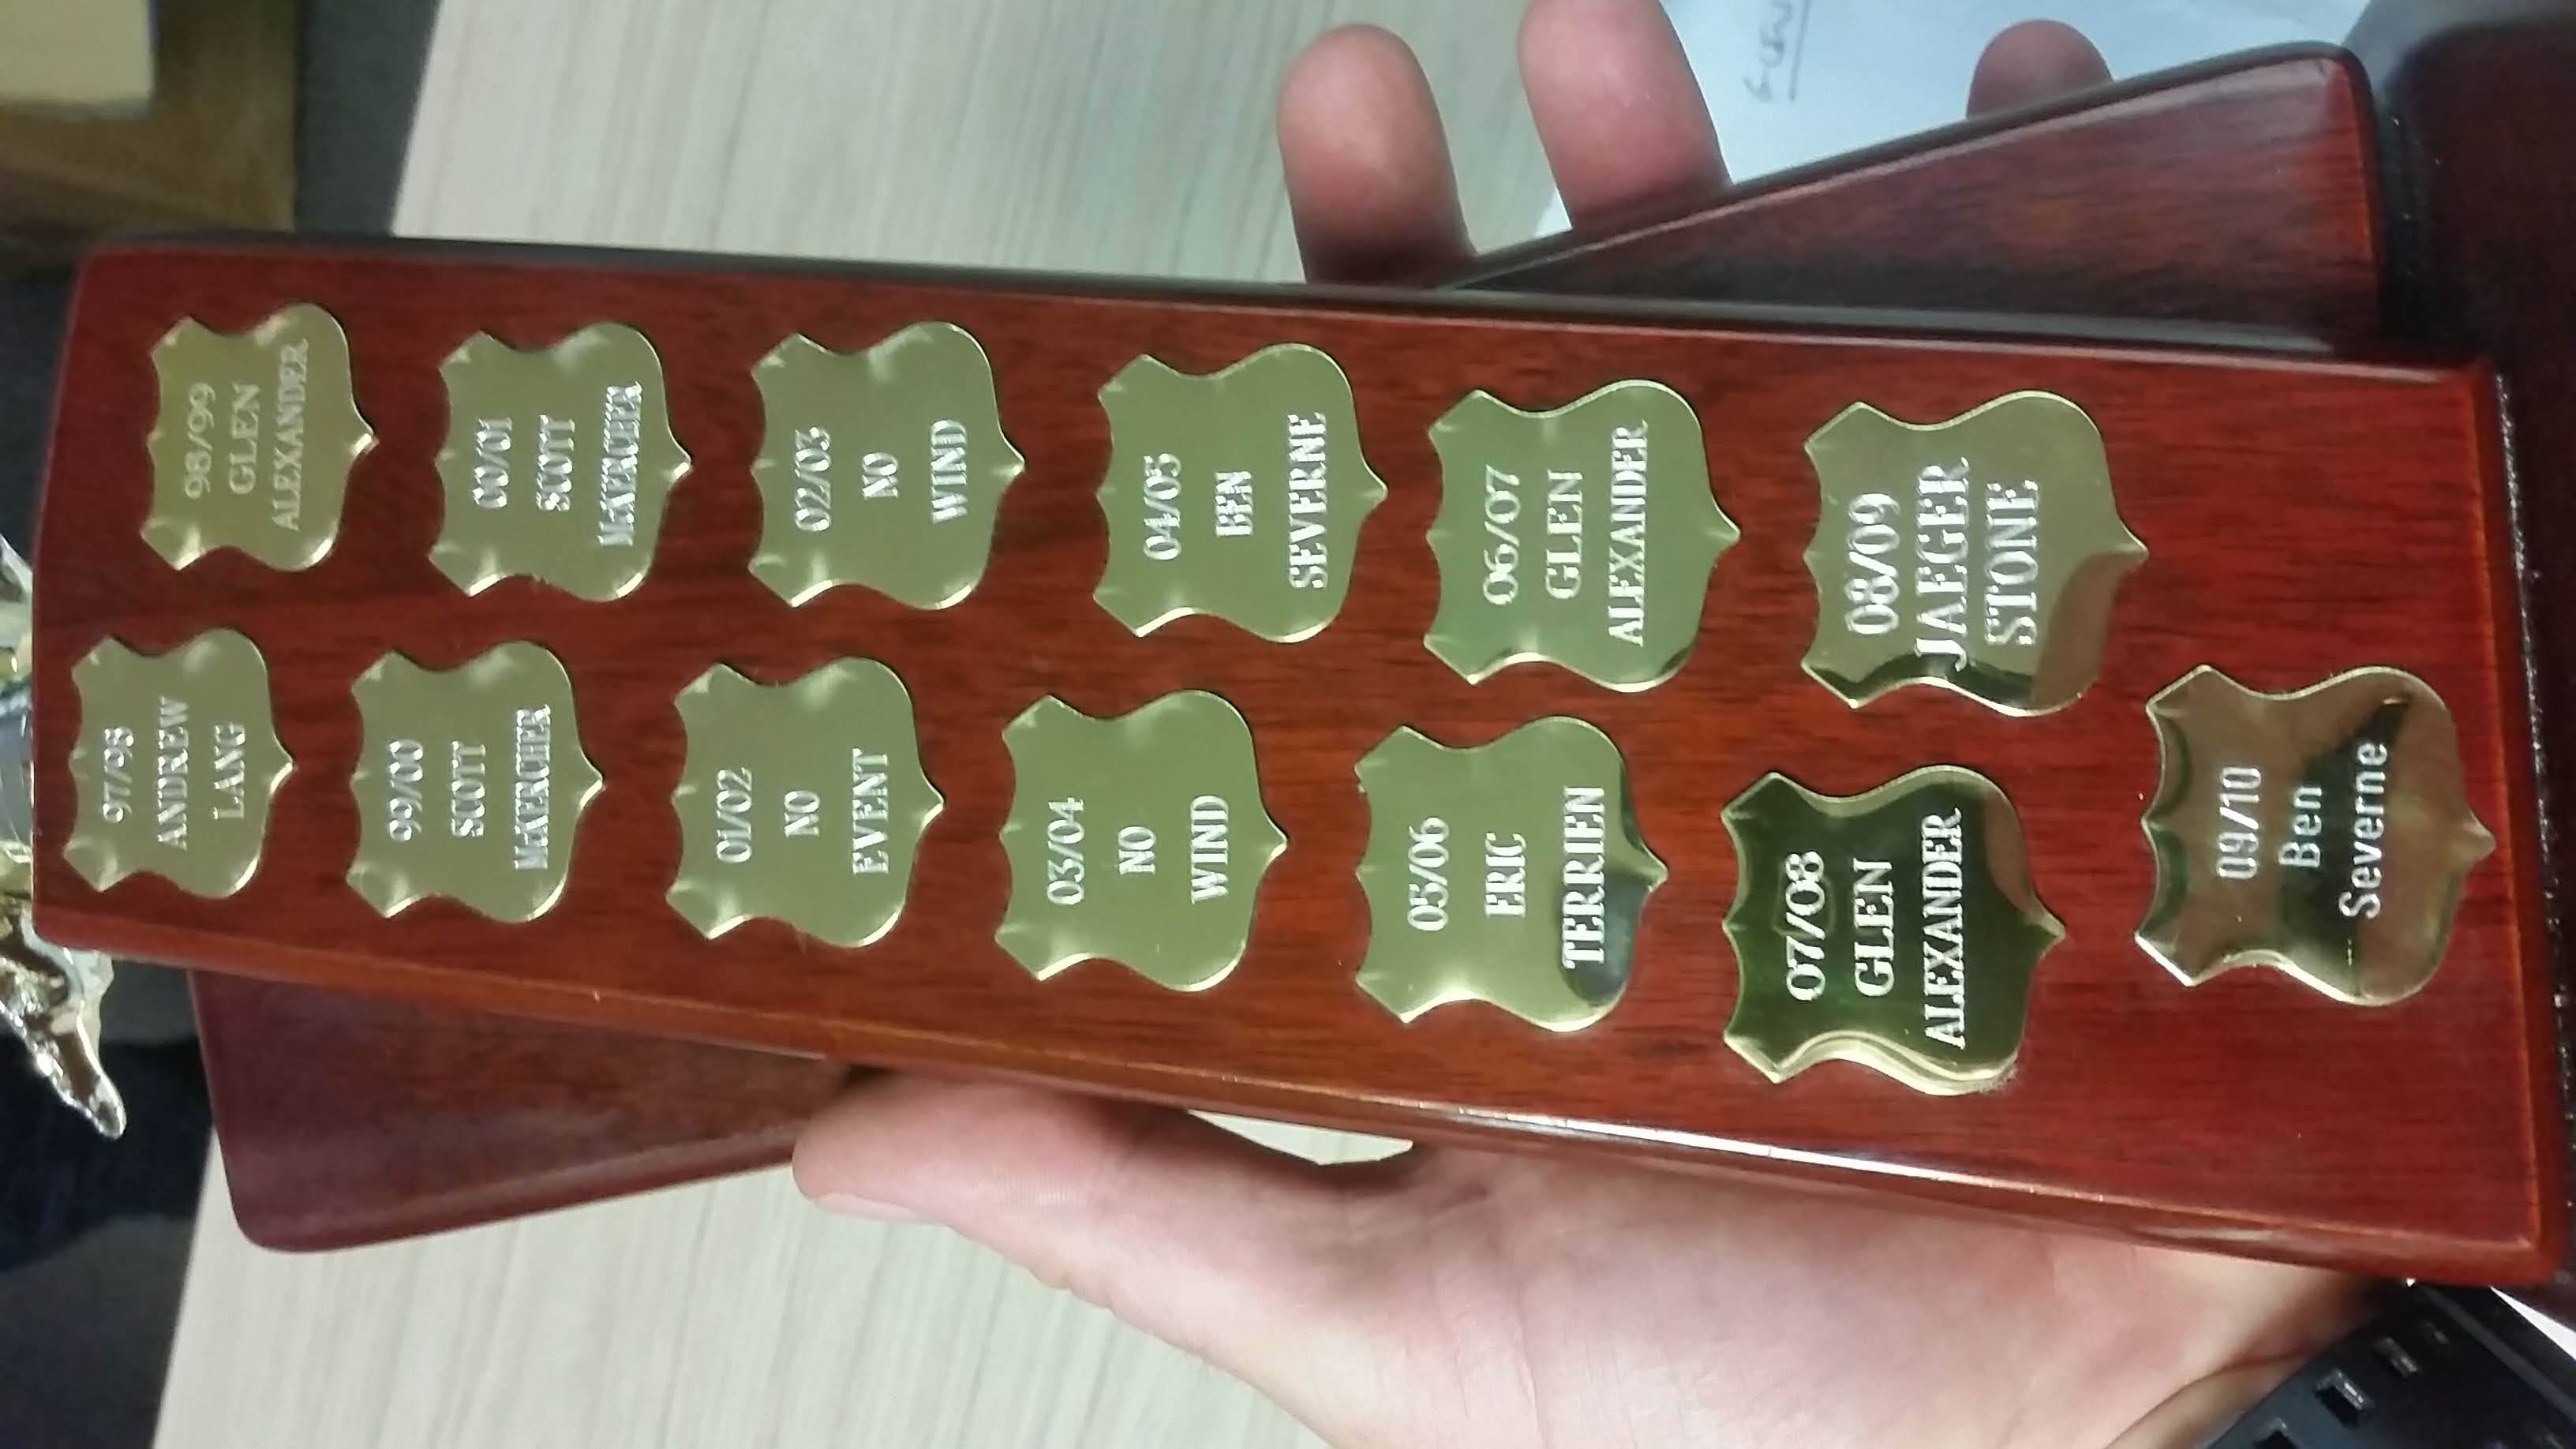 97/98
ANDREW
LANG
98/99
GLEN
ALEXANDER
99/00
SCOTT
McKERCHER
00/01
SCOTT
McKERCHER
01/02
NO
EVENT
02/03
NO
WIND
03/04
NO
WIND
04/05
BEN
SEVERNE
05/06
ERIC
TERRIEN
06/07
GLEN
ALEXANDER
07/08
GLEN
ALEXANDER
08/09
JAEGER
STONE
09/10
Ben
Severne